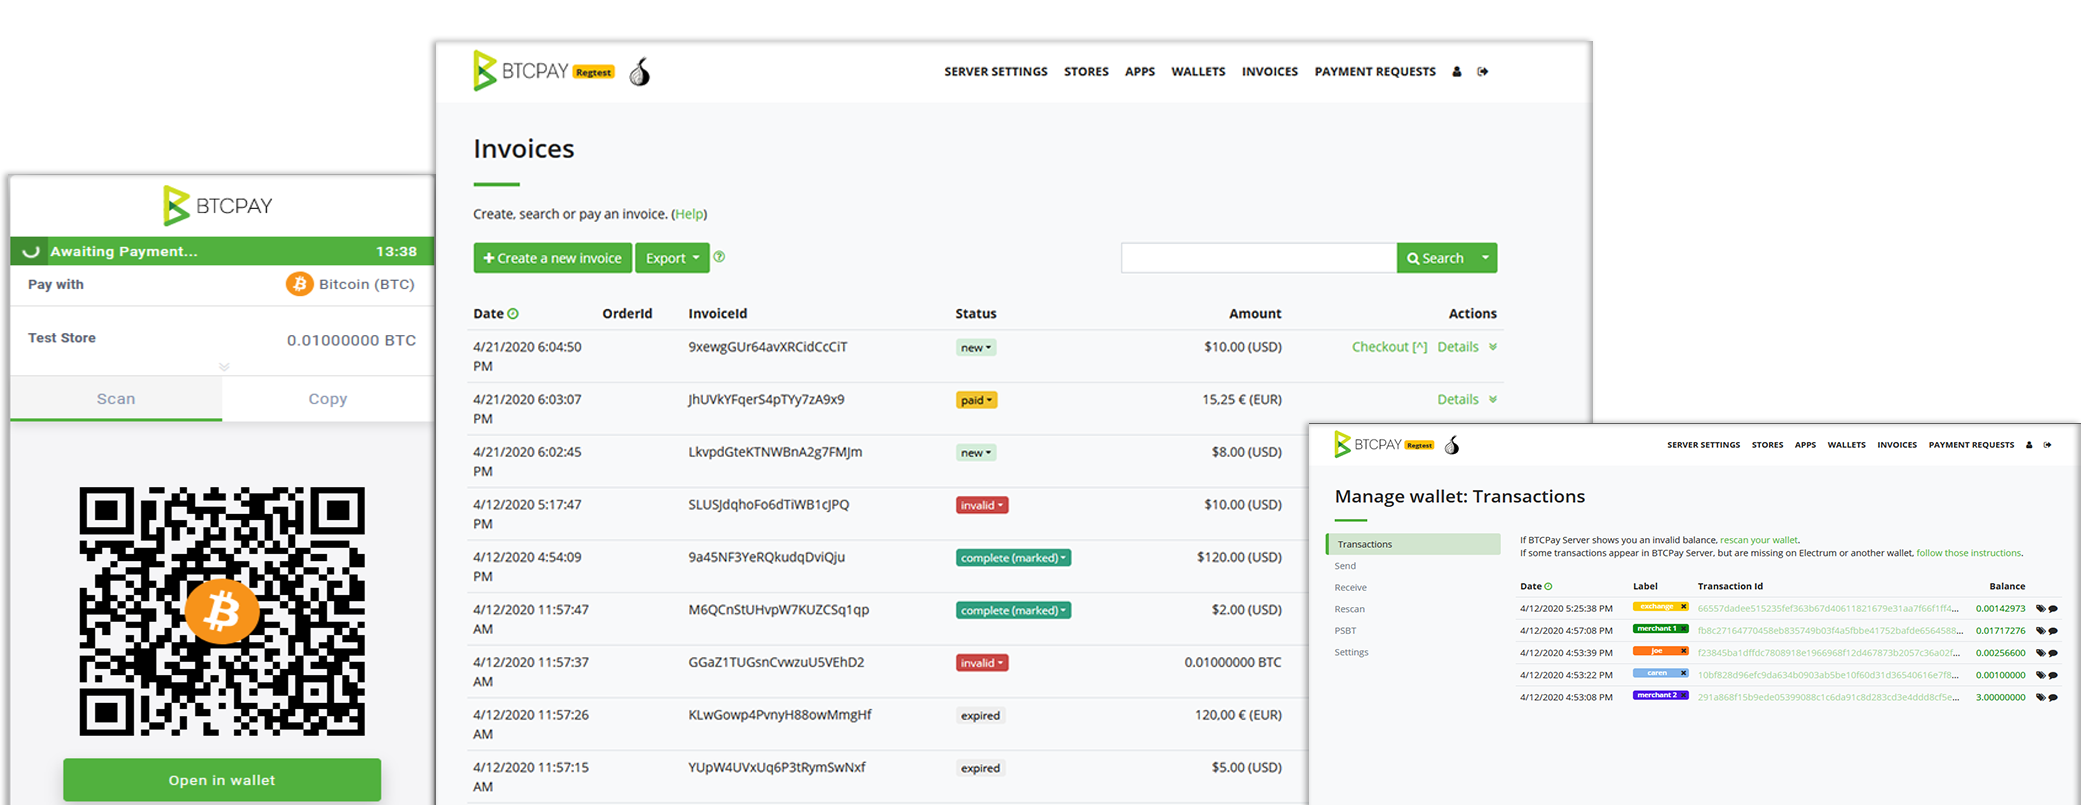 BTCPAY
Awaiting Payment... 13:38
Pay with Bitcoin (BTC)
Test Store 0.01000000 BTC
Scan Copy
Open in wallet
BTCPAY Regtest SERVER SETTINGS STORES APPS WALLETS INVOICES PAYMENT REQUESTS
Invoices
Create, search or pay an invoice. (Help)
Create a new invoice Export Search
Date OrderId InvoiceId Status Amount Actions
4/21/2020 6:04:50 PM 9xewgGUr64avXRCidCcCiT new $10.00 (USD) Checkout [^] Details
4/21/2020 6:03:07 PM JhUVkYFqerS4pTYy7zA9x9 paid 15,25 € (EUR) Details
4/21/2020 6:02:45 PM LkvpdGteKTNWBnA2g7FMJm new $8.00 (USD)
4/12/2020 5:17:47 PM SLUSJdqhoFo6dTiWB1cJPQ invalid $10.00 (USD)
4/12/2020 4:54:09 PM 9a45NF3YeRQkudqDviQju complete (marked) $120.00 (USD)
4/12/2020 11:57:47 AM M6QCnStUHvpW7KUZCSq1qp complete (marked) $2.00 (USD)
4/12/2020 11:57:37 AM GGaZ1TUGsnCvwzuU5VEhD2 invalid 0.01000000 BTC
4/12/2020 11:57:26 AM KLwGowp4PvnyH88owMmgHf expired 120,00 € (EUR)
4/12/2020 11:57:15 AM YUpW4UVxUq6P3tRymSwNxf expired $5.00 (USD)
BTCPAY Regtest SERVER SETTINGS STORES APPS WALLETS INVOICES PAYMENT REQUESTS
Manage wallet: Transactions
Transactions
Send
Receive
Rescan
PSBT
Settings
If BTCPay Server shows you an invalid balance, rescan your wallet.
If some transactions appear in BTCPay Server, but are missing on Electrum or another wallet, follow those instructions.
Date Label Transaction Id Balance
4/12/2020 5:25:38 PM exchange x 66557dadee515235fef363b67d40611821679e31aa7f66f1ff4... 0.00142973
4/12/2020 4:57:08 PM merchant 1 x fb8c27164770458eb835749b03f4a5fbbe41752bafde6564588... 0.01717276
4/12/2020 4:53:39 PM joe x f23845ba1dffdc7808918e1966968f12d467873b2057c36a02f... 0.00256600
4/12/2020 4:53:22 PM caren x 10bf828d96efc9da634b0903ab5be10f60d31d36540616e7f8... 0.00100000
4/12/2020 4:53:08 PM merchant 2 x 291a868f15b9ede05399088c1c6da91c8d283cd3e4ddd8cf5e... 3.00000000